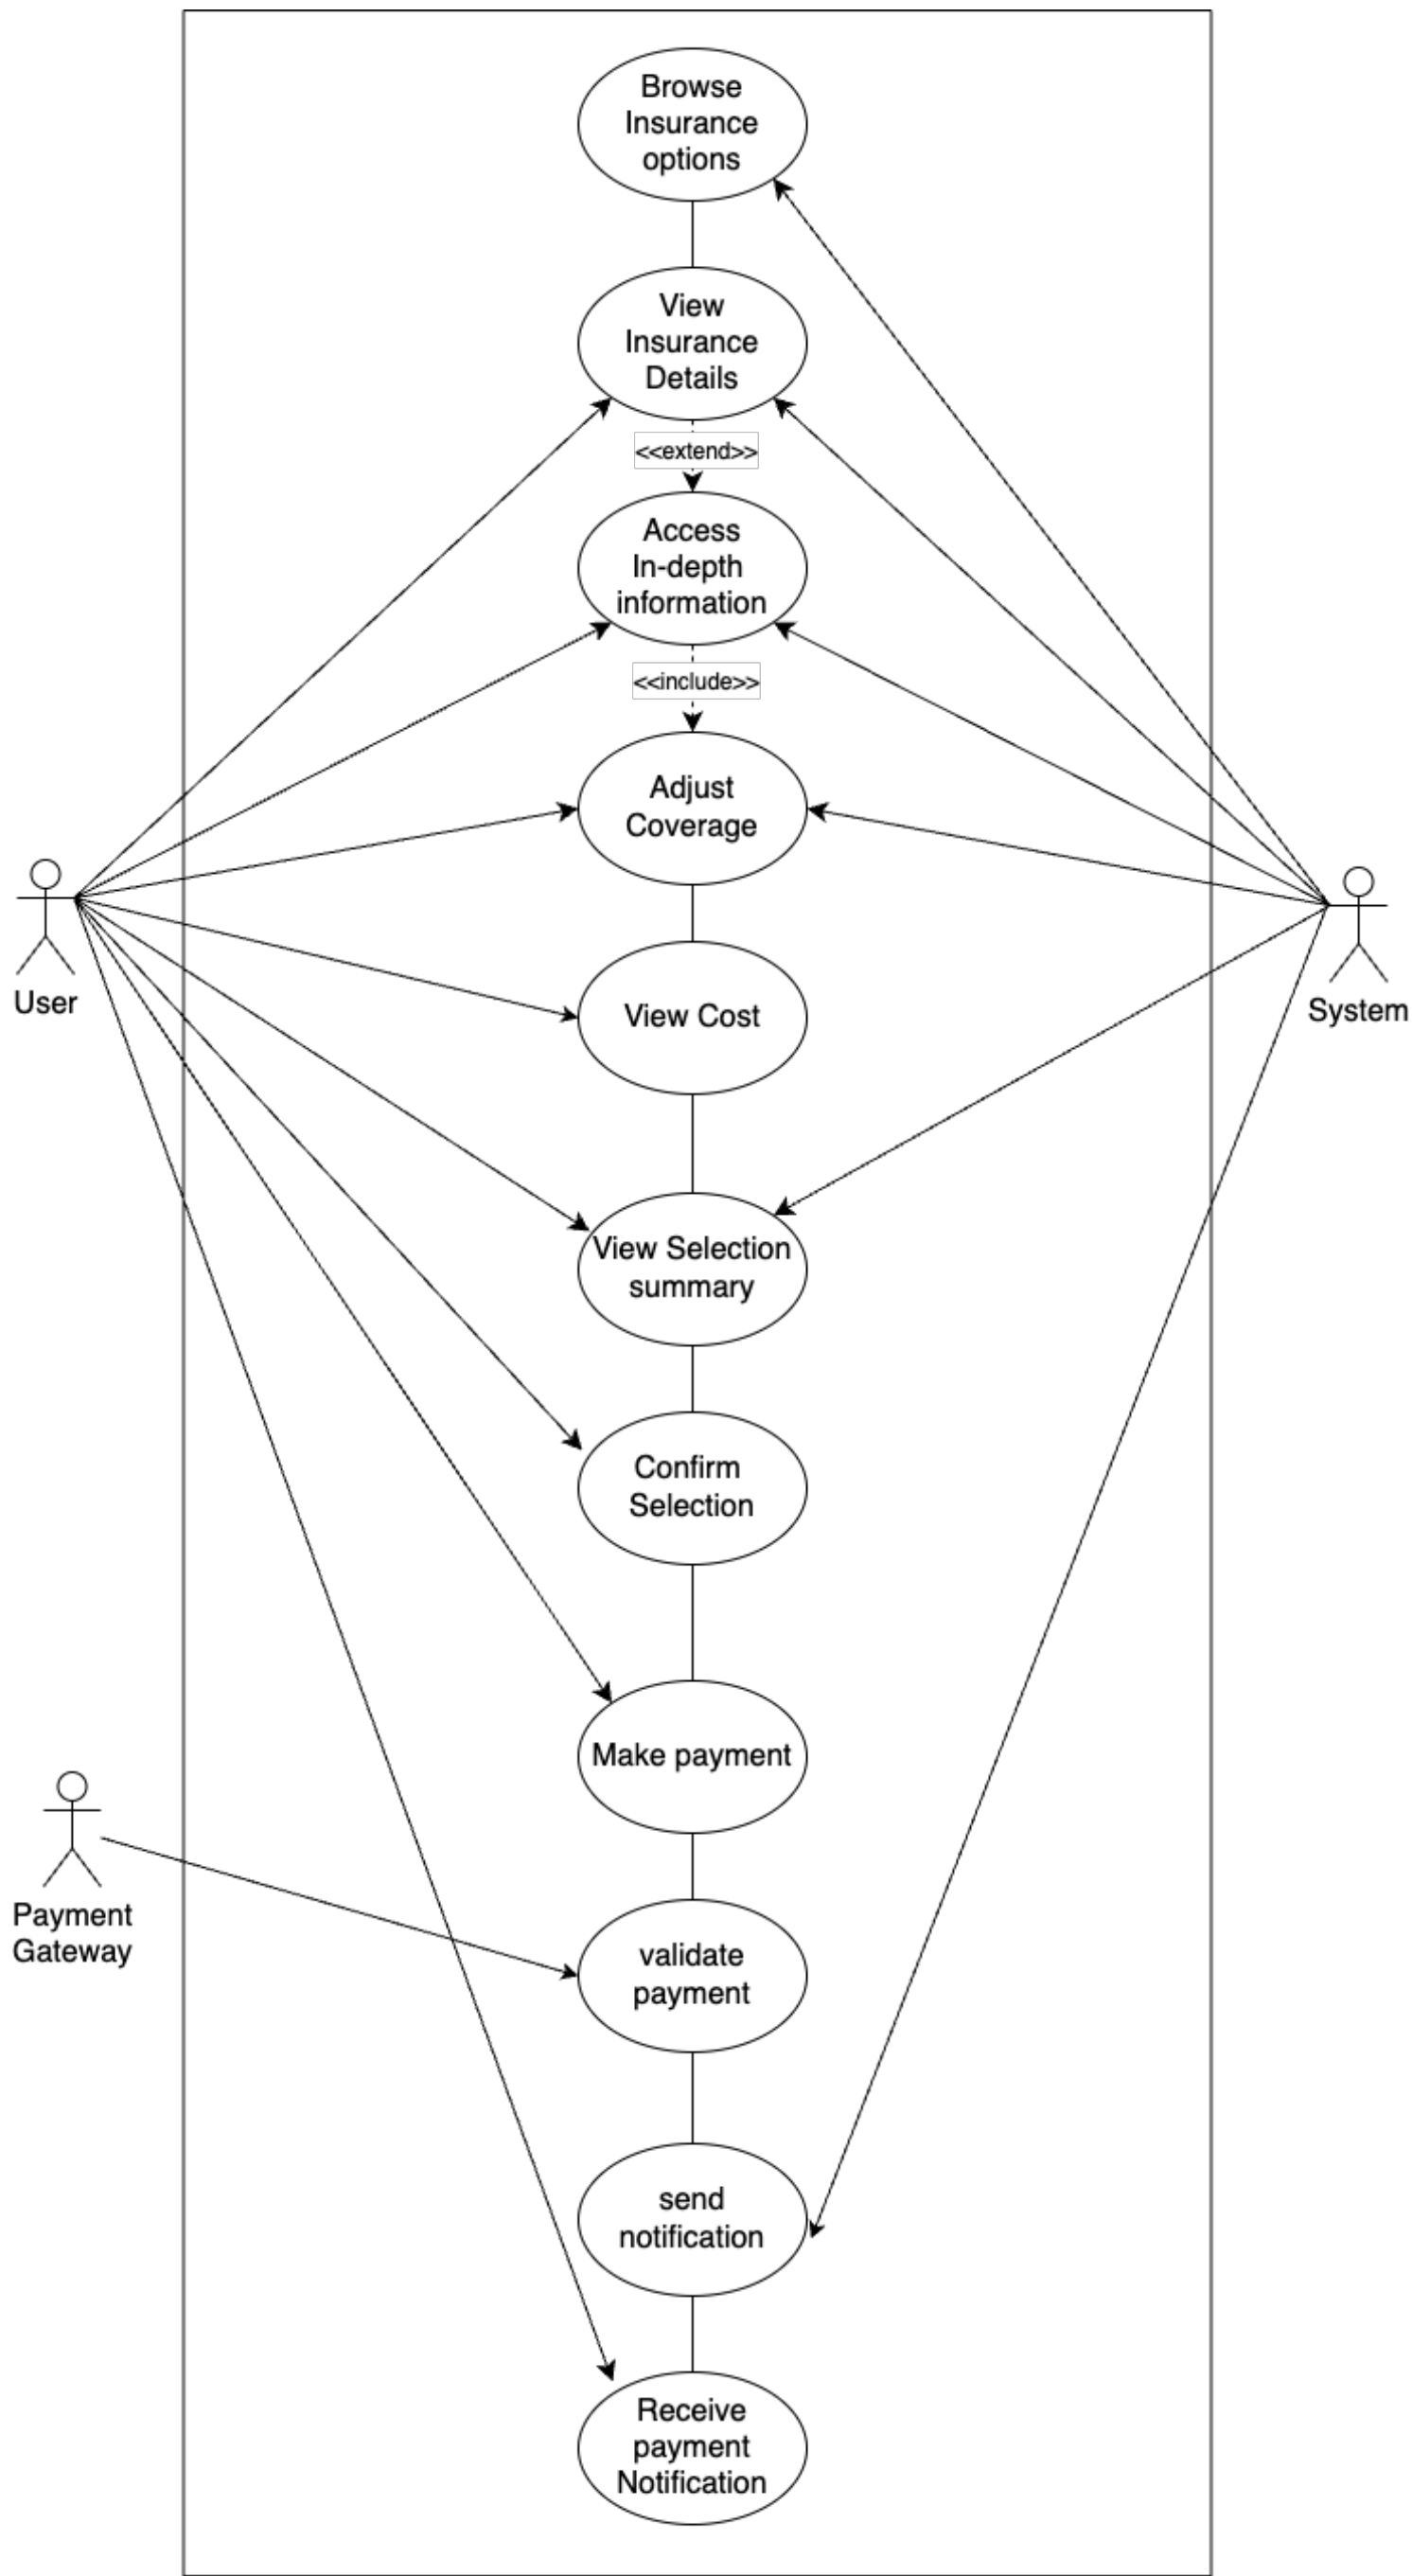 Browse
Insurance
options
View
Insurance
Details
<<extend>>
Access
In-depth
information
<<include>>
Adjust
Coverage
User
System
View Cost
View Selection
summary
Confirm
Selection
Make payment
Payment
Gateway
validate
payment
send
notification
Receive
payment
Notification